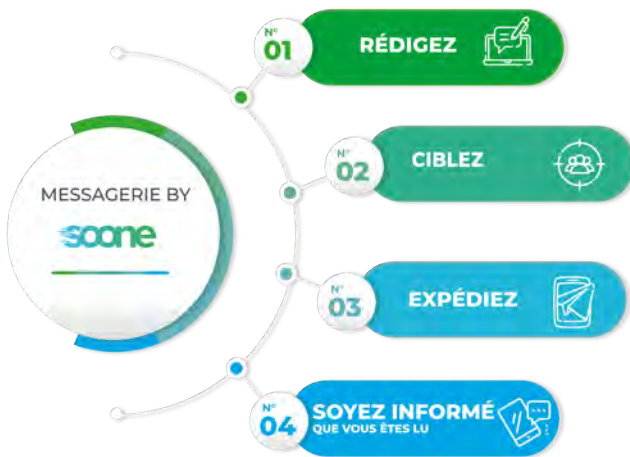 MESSAGERIE BY
soone
N°
01
RÉDIGEZ
N°
02
CIBLEZ
N°
03
EXPÉDIEZ
N°
04
SOYEZ INFORMÉ
QUE VOUS ÊTES LU